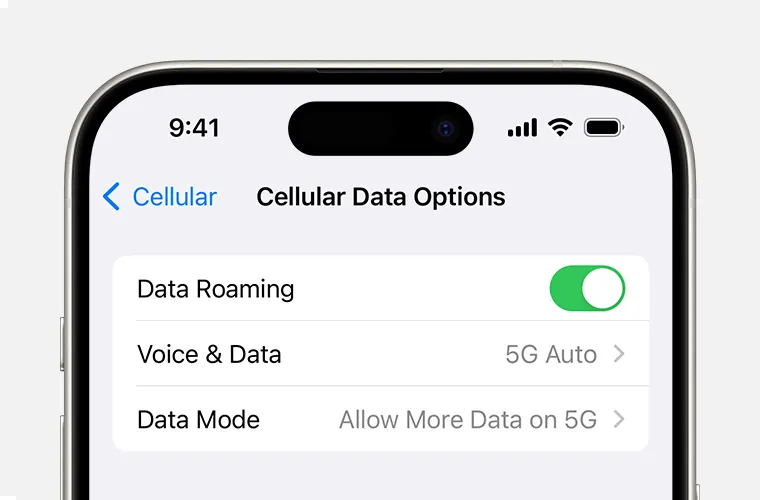 9:41
Cellular Cellular Data Options
Data Roaming
Voice & Data 5G Auto
Data Mode Allow More Data on 5G